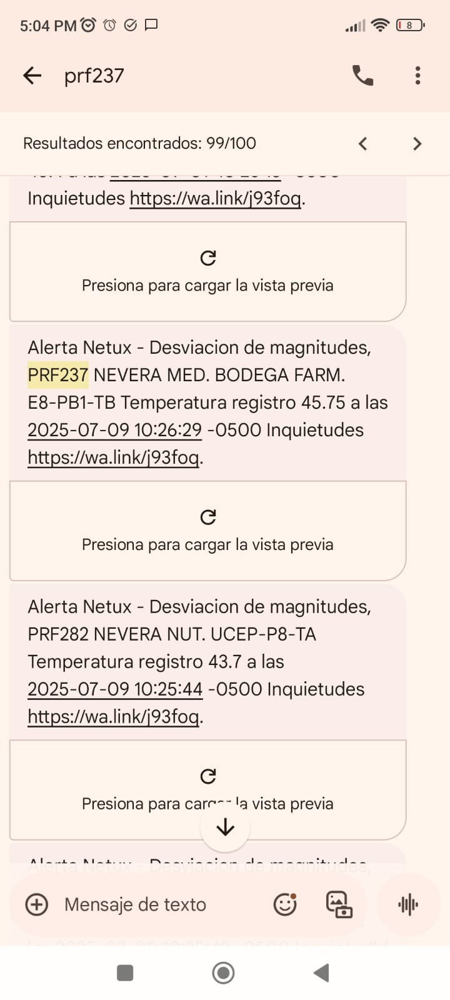 5:04 PM
8
prf237
Resultados encontrados: 99/100
Inquietudes https://wa.link/j93foq.
Presiona para cargar la vista previa
Alerta Netux - Desviacion de magnitudes,
PRF237 NEVERA MED. BODEGA FARM.
E8-PB1-TB Temperatura registro 45.75 a las
2025-07-09 10:26:29 -0500 Inquietudes
https://wa.link/j93foq.
Presiona para cargar la vista previa
Alerta Netux - Desviacion de magnitudes,
PRF282 NEVERA NUT. UCEP-P8-TA
Temperatura registro 43.7 a las
2025-07-09 10:25:44 -0500 Inquietudes
https://wa.link/j93foq.
Presiona para cargar la vista previa
Alerta Netux - Desviacion de magnitudes,
Mensaje de texto